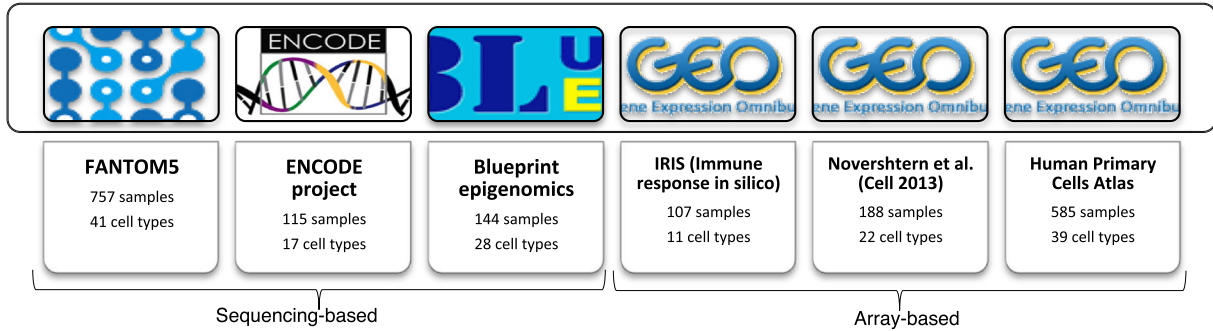 ENCODE
BLUE
GEO
ene Expression Omnibu
GEO
ene Expression Omnibu
GEO
ene Expression Omnibu
FANTOM5
757 samples
41 cell types
ENCODE
project
115 samples
17 cell types
Blueprint
epigenomics
144 samples
28 cell types
IRIS (Immune
response in silico)
107 samples
11 cell types
Novershtern et al.
(Cell 2013)
188 samples
22 cell types
Human Primary
Cells Atlas
585 samples
39 cell types
Sequencing-based
Array-based